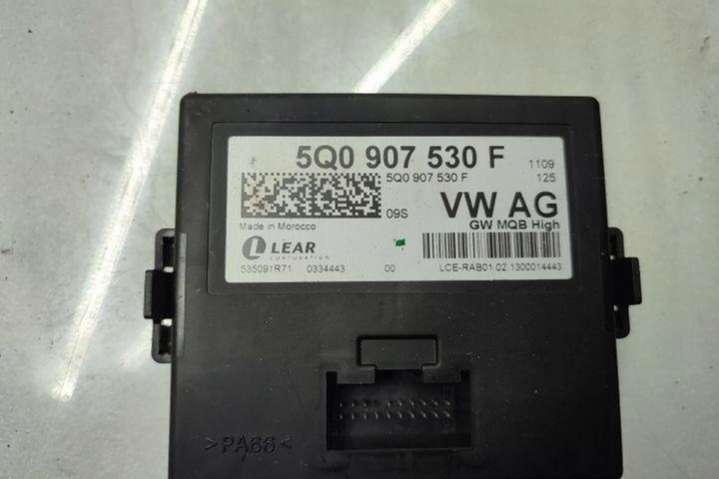 5Q0 907 530 F 1109
5Q0 907 530 F 125
09S VW AG
GW MQB High
Made in Morocco
LEAR
CORPORATION
535091R71 0334443 00 LCE-RAB01.02.1300014443
>PA66<